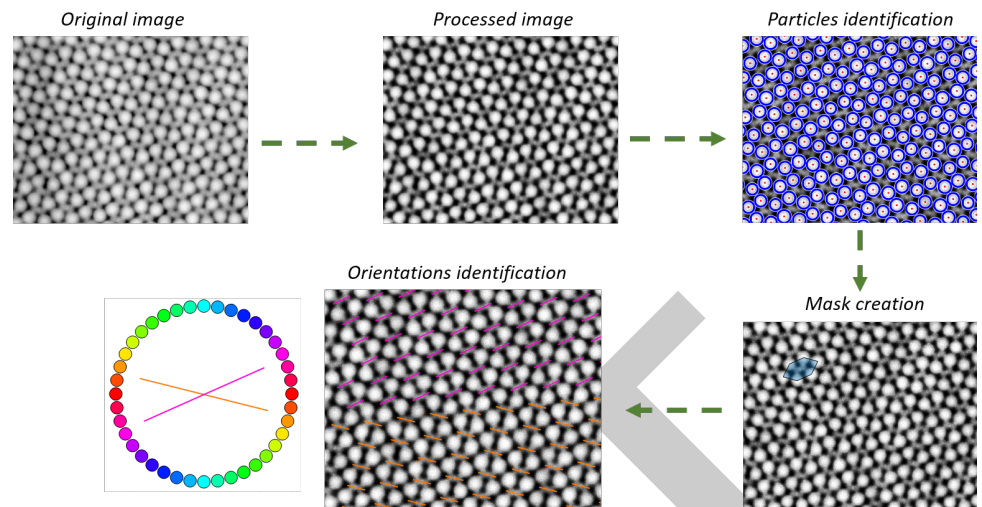 Original image
Processed image
Particles identification
Orientations identification
Mask creation